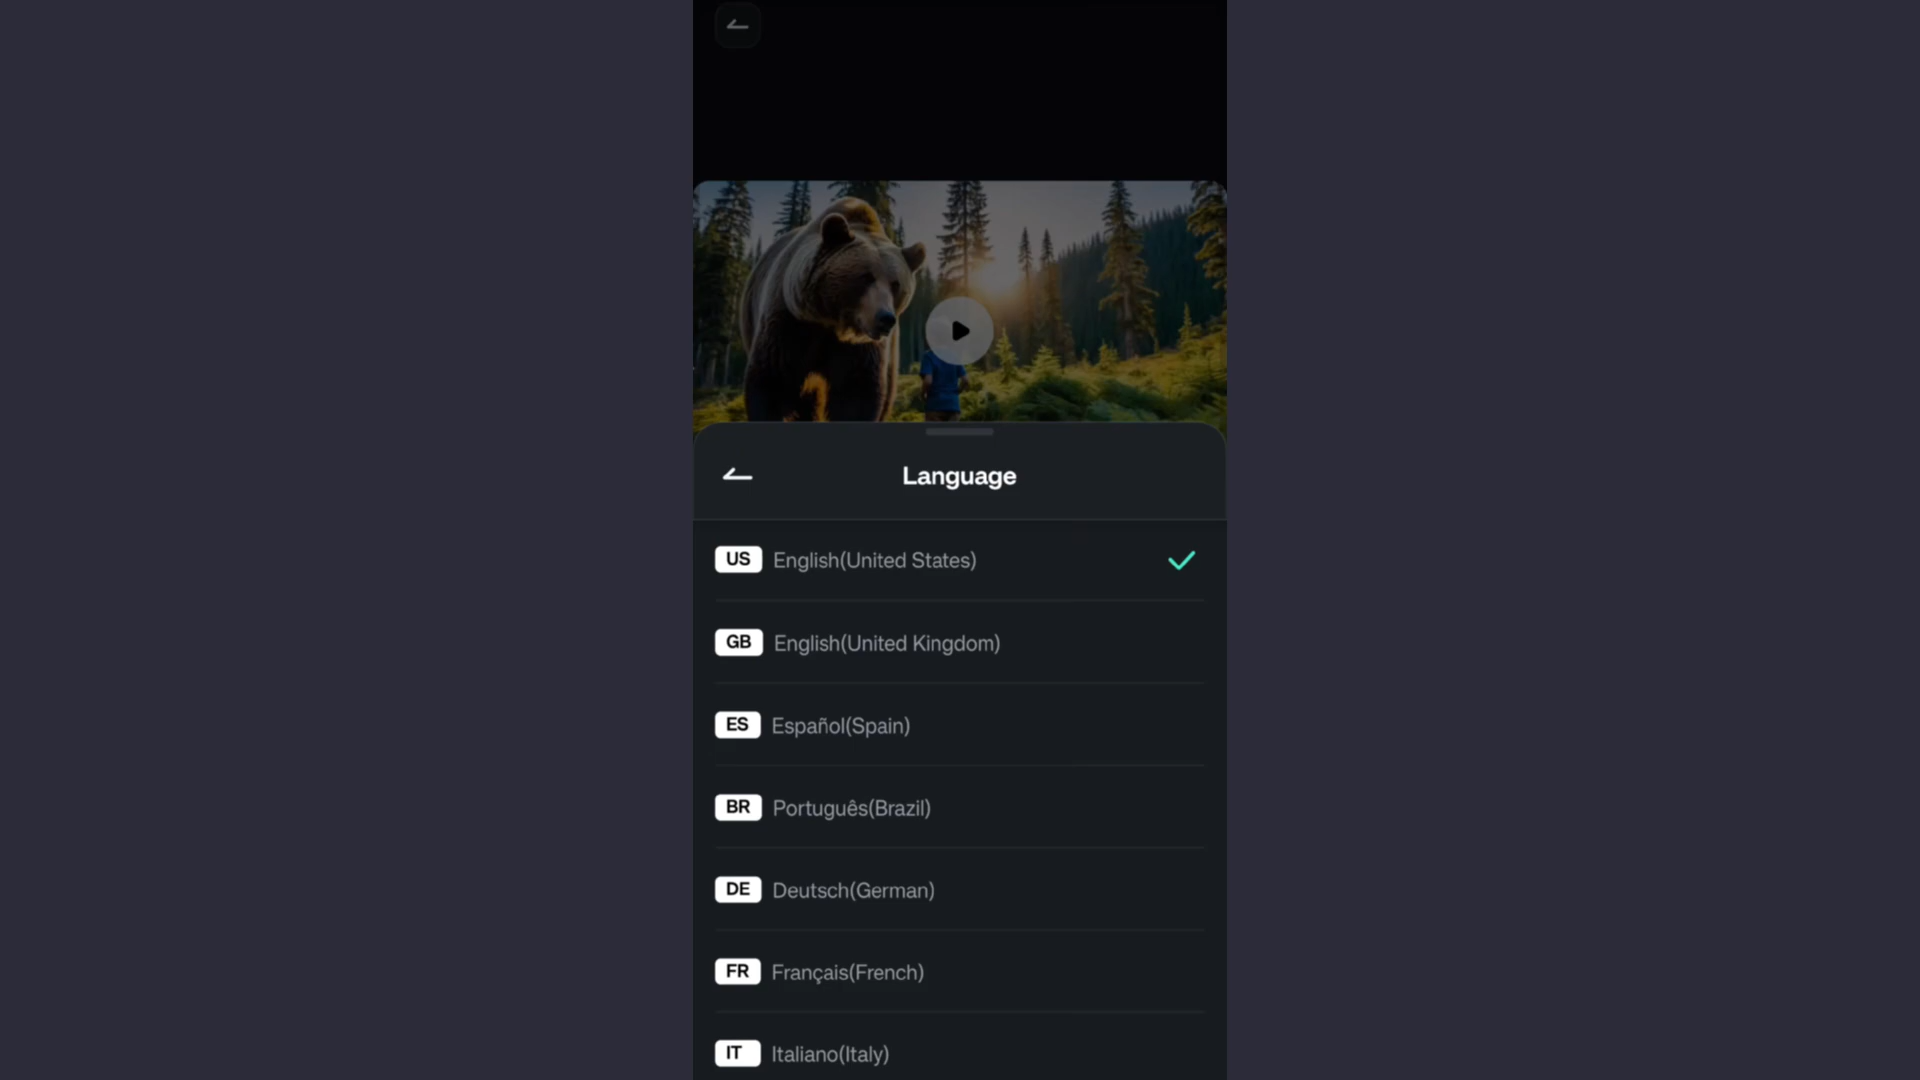 Language
US English(United States)
GB English(United Kingdom)
ES Español(Spain)
BR Português(Brazil)
DE Deutsch(German)
FR Français(French)
IT Italiano(Italy)